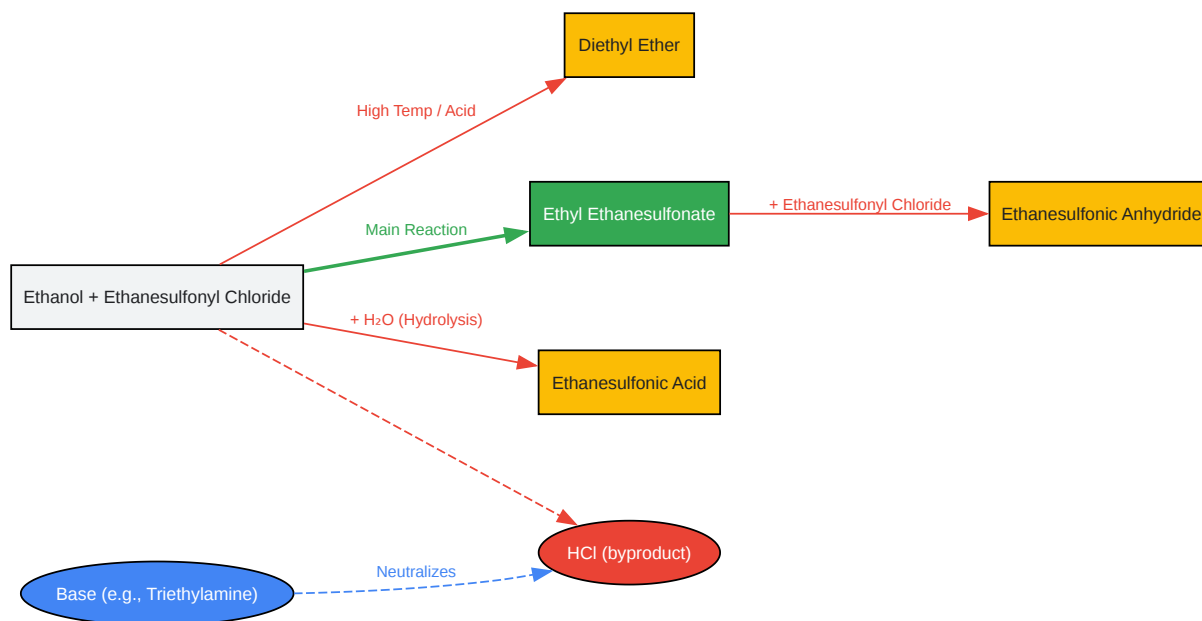 Diethyl Ether
High Temp / Acid
+ Ethanesulfonyl Chloride
Ethyl Ethanesulfonate
Ethanesulfonic Anhydride
Main Reaction
Ethanol + Ethanesulfonyl Chloride
+ H₂O (Hydrolysis)
Ethanesulfonic Acid
HCl (byproduct)
Neutralizes
Base (e.g., Triethylamine)